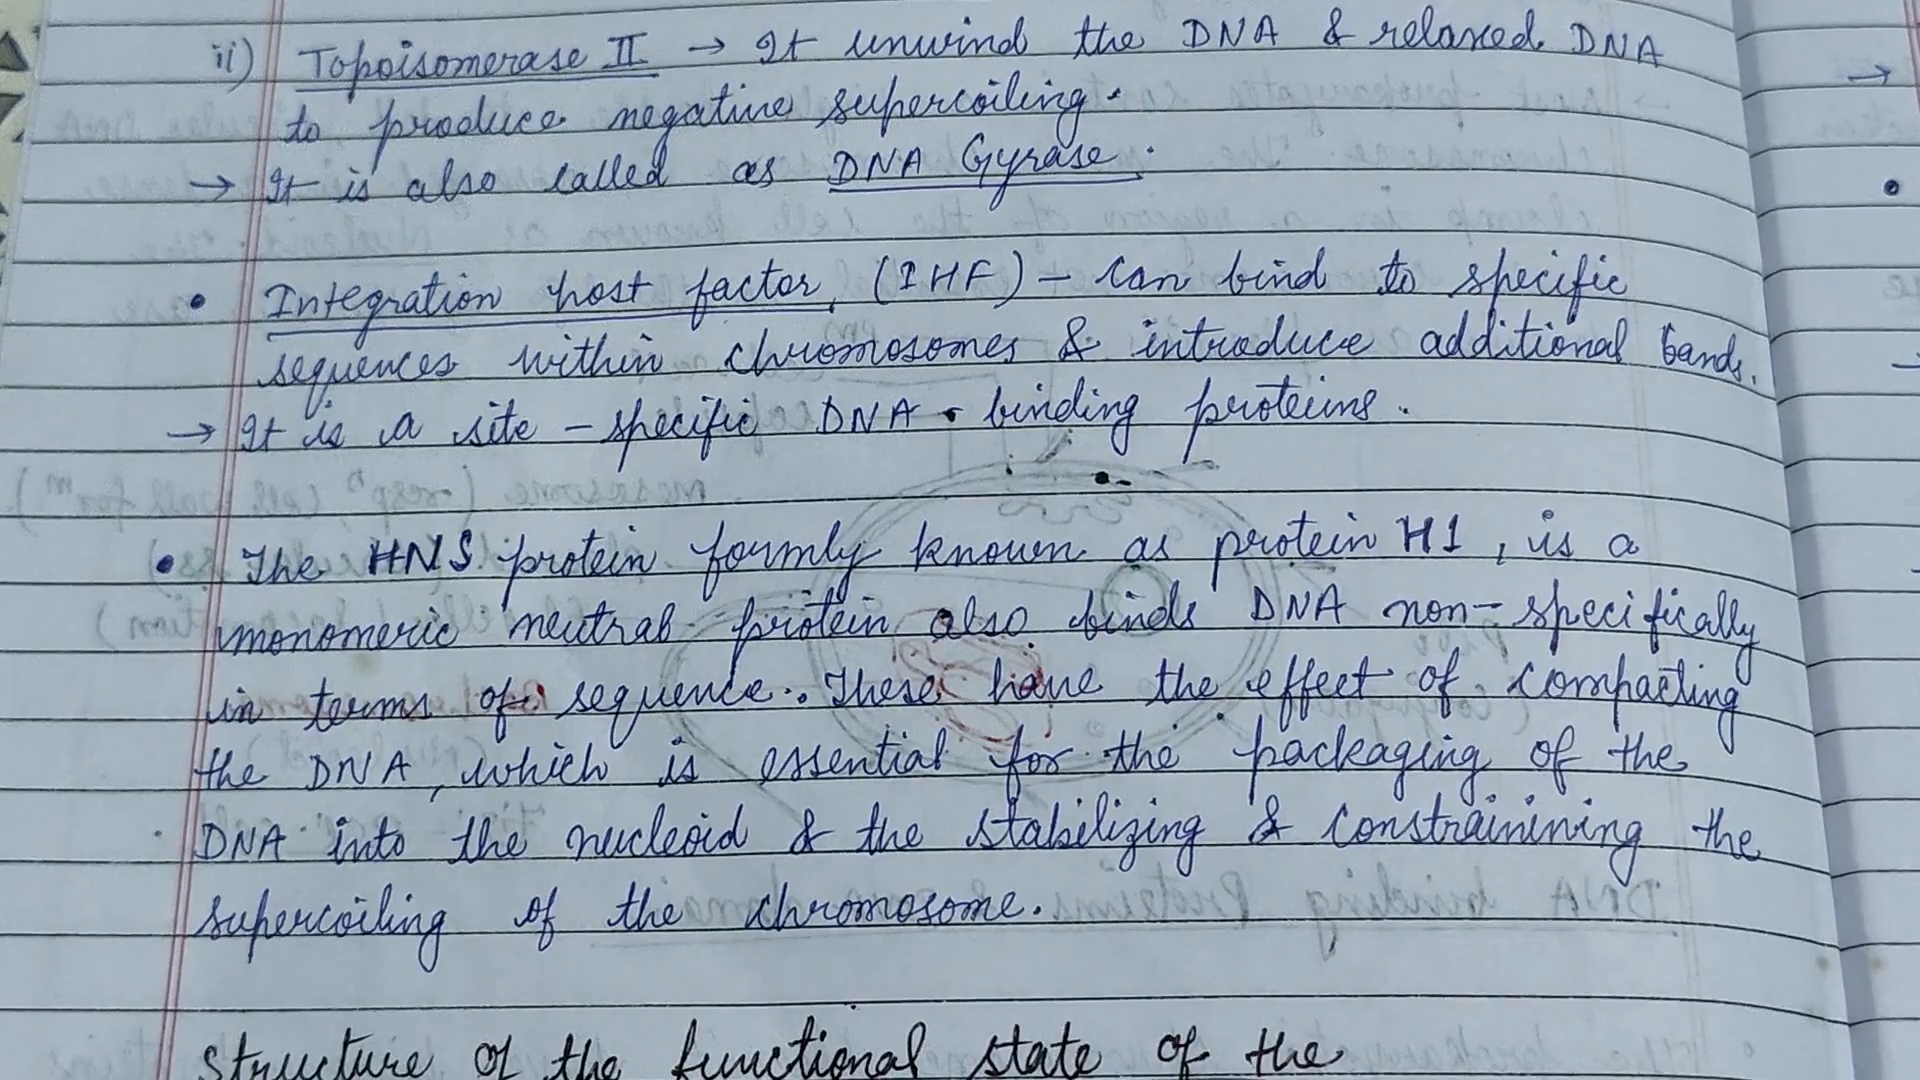 ii) Topoisomerase II → It unwind the DNA & relaxed DNA
to produce negative supercoiling.
→ It is also called as DNA Gyrase.
• Integration host factor, (IHF) - Can bind to specific
sequences within chromosomes & introduce additional bands.
→ It is a site - specific DNA - binding proteins.
• The HNS protein formly known as protein H1, is a
monomeric neutral protein also binds DNA non-specifically
in terms of sequence. These have the effect of compacting
the DNA, which is essential for the packaging of the
DNA into the nucleoid & the stabilizing & constrainining the
supercoiling of the chromosome.
structure of the functional state of the